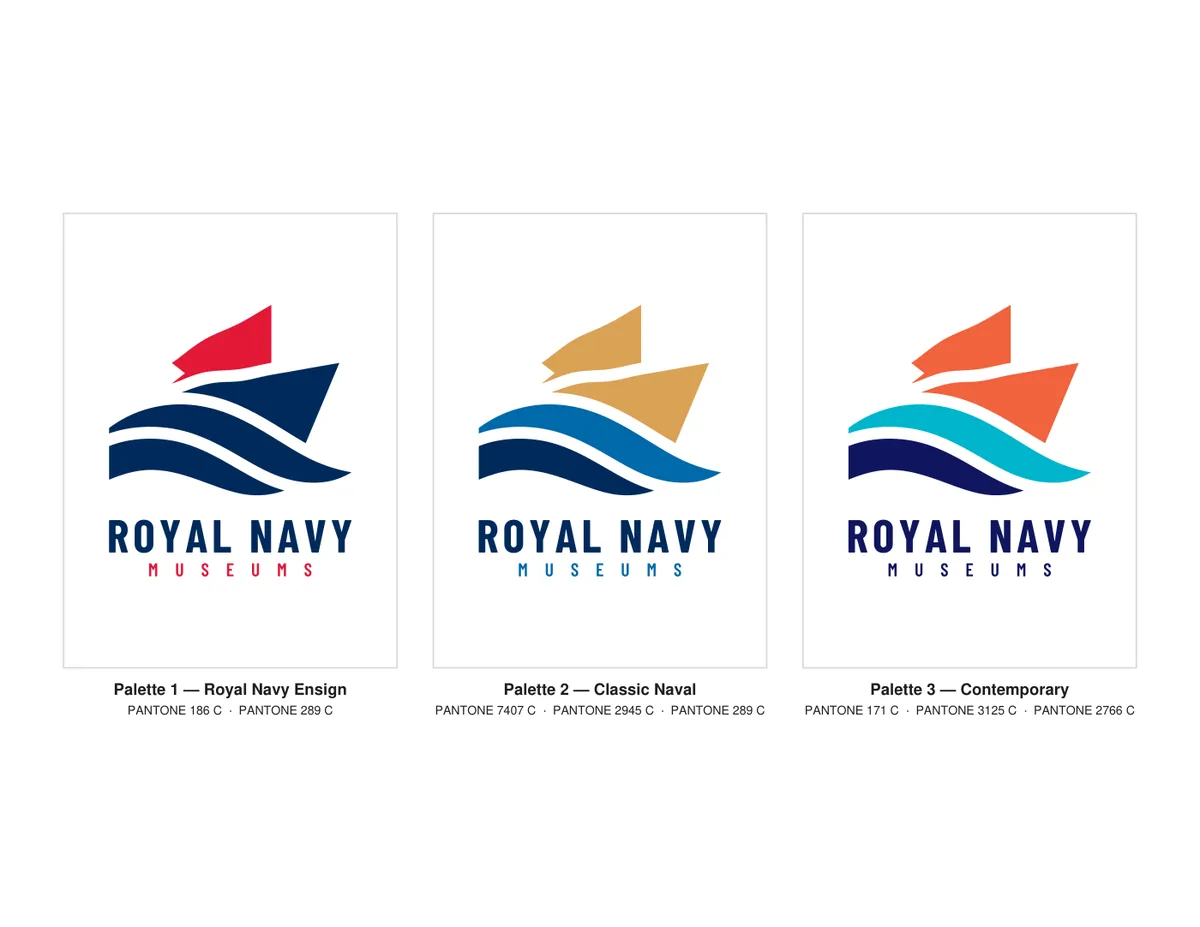 ROYAL NAVY
MUSEUMS
Palette 1 — Royal Navy Ensign
PANTONE 186 C · PANTONE 289 C
ROYAL NAVY
MUSEUMS
Palette 2 — Classic Naval
PANTONE 7407 C · PANTONE 2945 C · PANTONE 289 C
ROYAL NAVY
MUSEUMS
Palette 3 — Contemporary
PANTONE 171 C · PANTONE 3125 C · PANTONE 2766 C